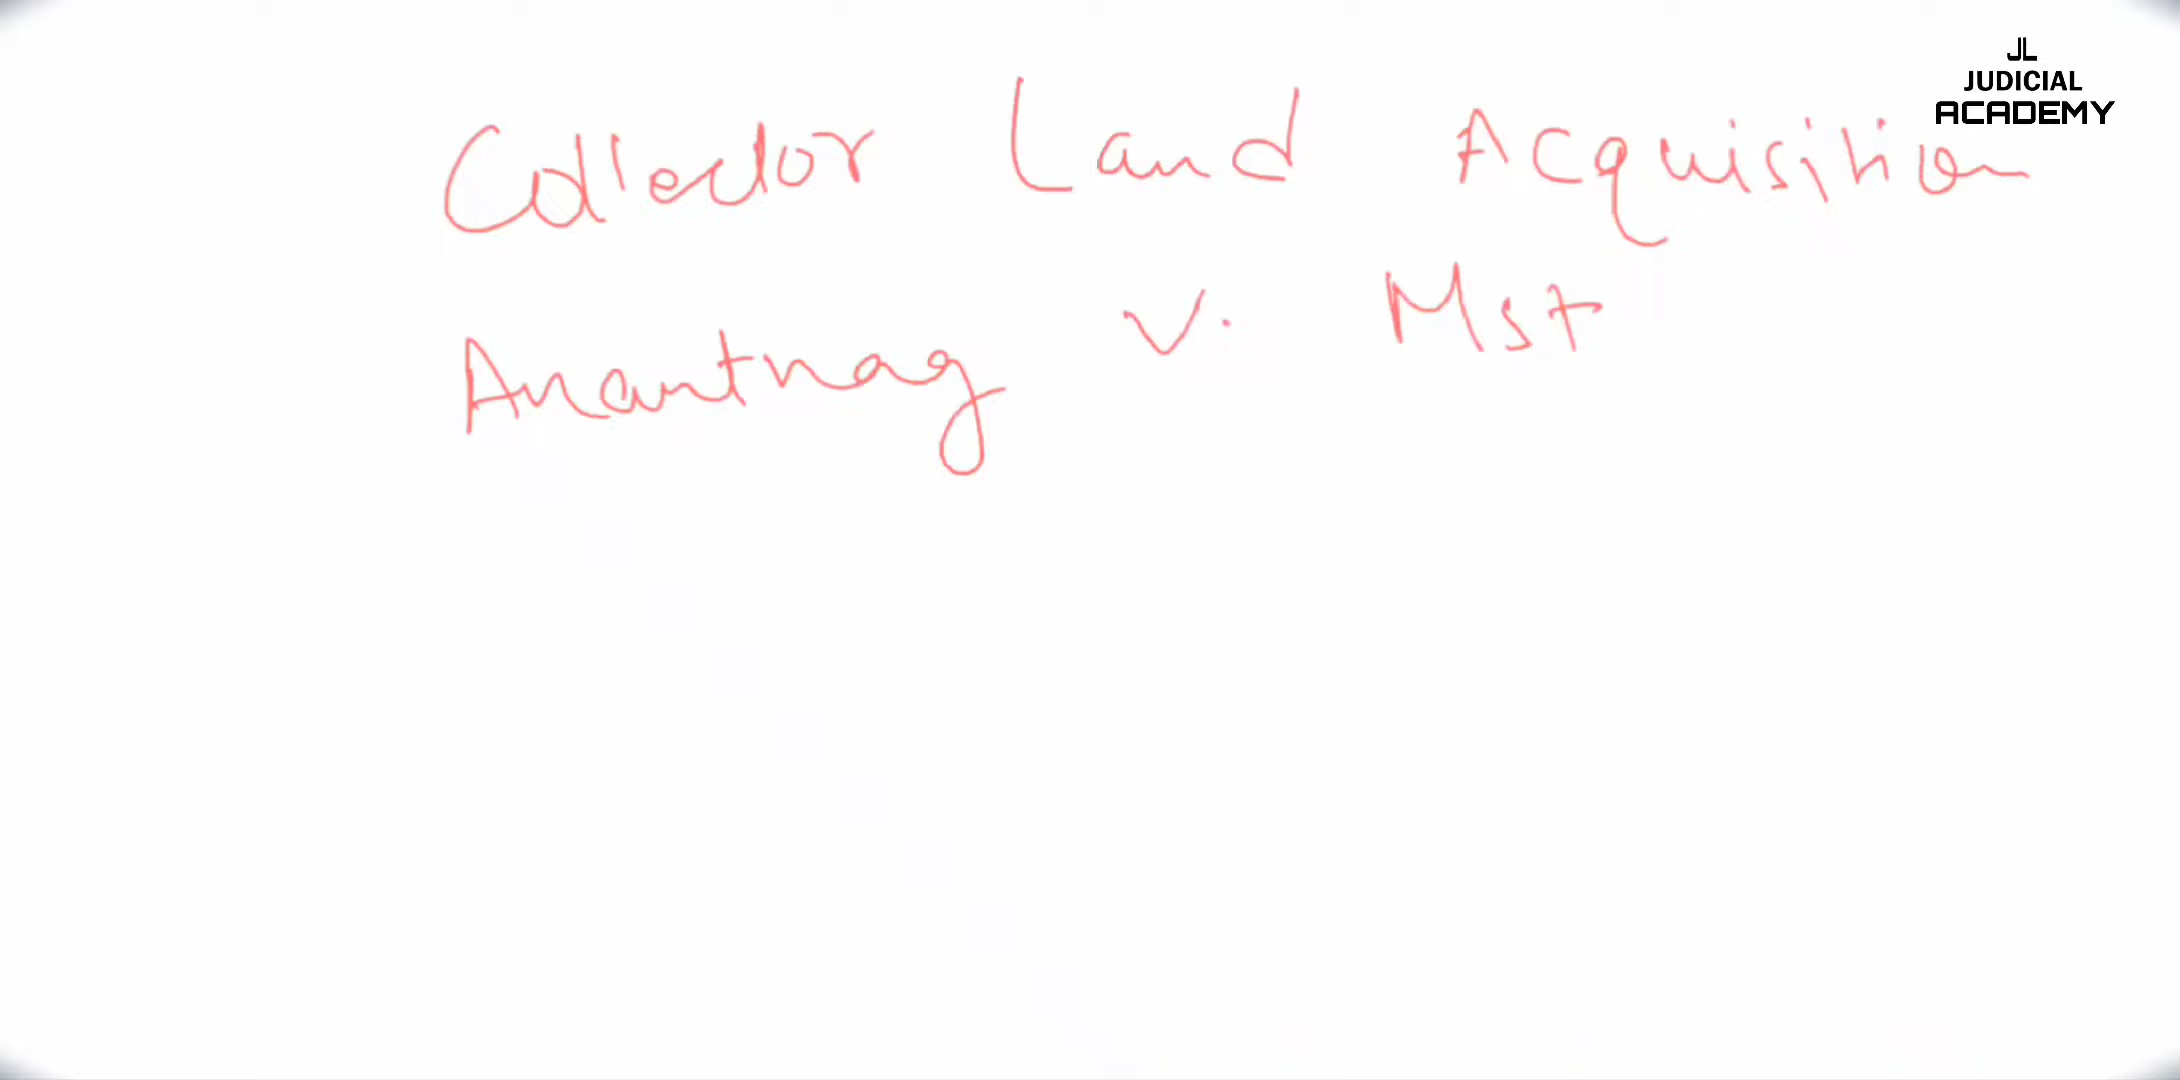 JL
JUDICIAL
ACADEMY
Collector Land Acquisition
Anantnag v. Mst